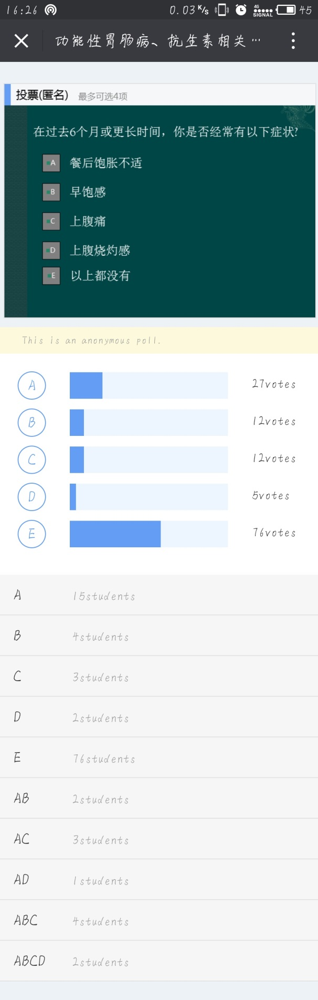 16:26 0.03 K/s 4G SIGNAL 45
功能性胃肠病、抗生素相关…
投票(匿名) 最多可选4项
在过去6个月或更长时间，你是否经常有以下症状?
A 餐后饱胀不适
B 早饱感
C 上腹痛
D 上腹烧灼感
E 以上都没有
This is an anonymous poll.
A 27votes
B 12votes
C 12votes
D 5votes
E 76votes
A 15students
B 4students
C 3students
D 2students
E 76students
AB 2students
AC 3students
AD 1students
ABC 4students
ABCD 2students